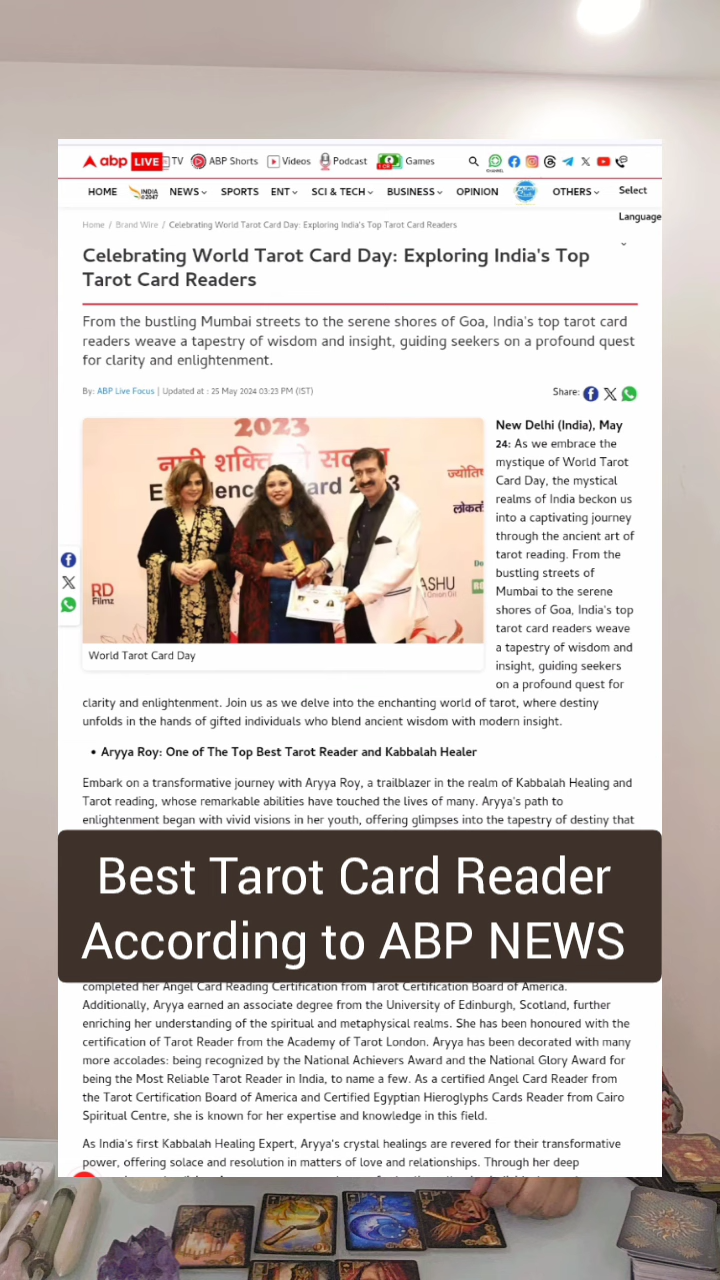 abp LIVE TV ABP Shorts Videos Podcast Games
HOME INDIA @2047 NEWS SPORTS ENT SCI & TECH BUSINESS OPINION OTHERS Select Language
Home / Brand Wire / Celebrating World Tarot Card Day: Exploring India's Top Tarot Card Readers
Celebrating World Tarot Card Day: Exploring India's Top
Tarot Card Readers
From the bustling Mumbai streets to the serene shores of Goa, India's top tarot card
readers weave a tapestry of wisdom and insight, guiding seekers on a profound quest
for clarity and enlightenment.
By: ABP Live Focus | Updated at : 25 May 2024 03:23 PM (IST)
Share:
2023
नारी शक्ति
Excellence Award 2023
ज्योतिष
RD
Filmz
ASHU
World Tarot Card Day
New Delhi (India), May
24: As we embrace the
mystique of World Tarot
Card Day, the mystical
realms of India beckon us
into a captivating journey
through the ancient art of
tarot reading. From the
bustling streets of
Mumbai to the serene
shores of Goa, India's top
tarot card readers weave
a tapestry of wisdom and
insight, guiding seekers
on a profound quest for
clarity and enlightenment. Join us as we delve into the enchanting world of tarot, where destiny
unfolds in the hands of gifted individuals who blend ancient wisdom with modern insight.
• Aryya Roy: One of The Top Best Tarot Reader and Kabbalah Healer
Embark on a transformative journey with Aryya Roy, a trailblazer in the realm of Kabbalah Healing and
Tarot reading, whose remarkable abilities have touched the lives of many. Aryya's path to
enlightenment began with vivid visions in her youth, offering glimpses into the tapestry of destiny that
Best Tarot Card Reader
According to ABP NEWS
completed her Angel Card Reading Certification from Tarot Certification Board of America.
Additionally, Aryya earned an associate degree from the University of Edinburgh, Scotland, further
enriching her understanding of the spiritual and metaphysical realms. She has been honoured with the
certification of Tarot Reader from the Academy of Tarot London. Aryya has been decorated with many
more accolades: being recognized by the National Achievers Award and the National Glory Award for
being the Most Reliable Tarot Reader in India, to name a few. As a certified Angel Card Reader from
the Tarot Certification Board of America and Certified Egyptian Hieroglyphs Cards Reader from Cairo
Spiritual Centre, she is known for her expertise and knowledge in this field.
As India's first Kabbalah Healing Expert, Aryya's crystal healings are revered for their transformative
power, offering solace and resolution in matters of love and relationships. Through her deep